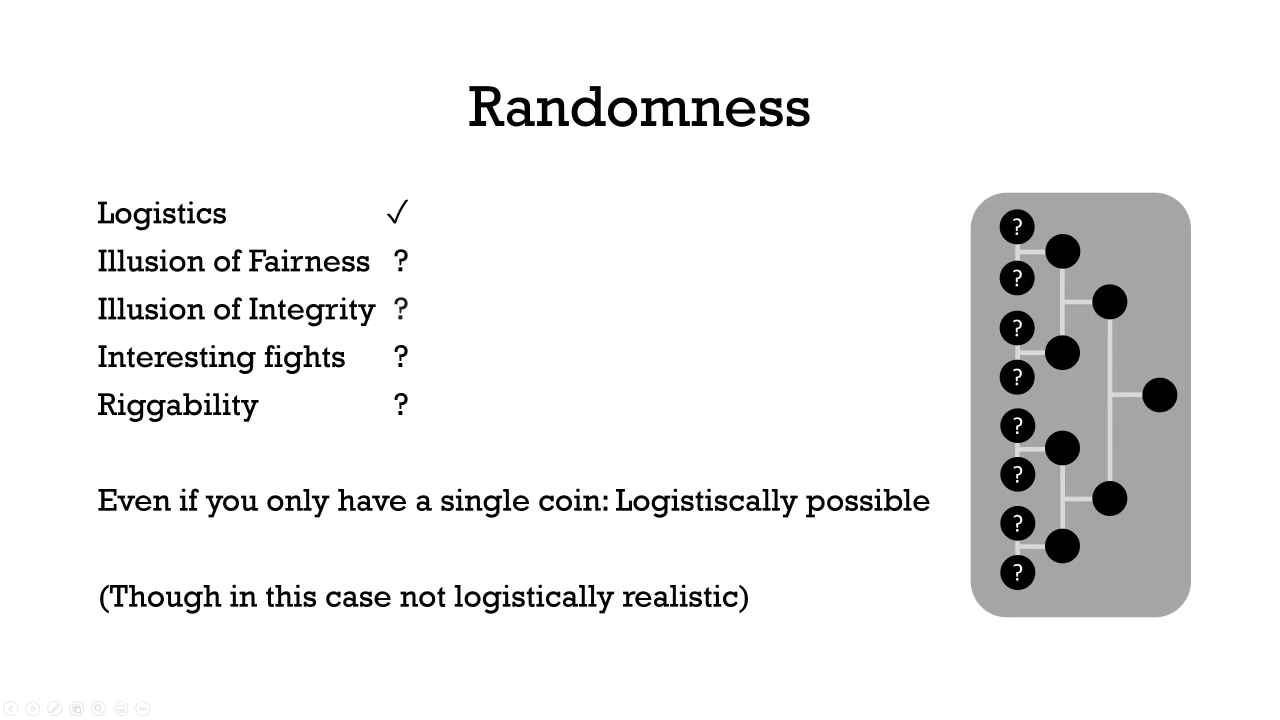 Randomness
Logistics ✓
Illusion of Fairness ?
Illusion of Integrity ?
Interesting fights ?
Riggability ?
Even if you only have a single coin: Logistiscally possible
(Though in this case not logistically realistic)
?
?
?
?
?
?
?
?